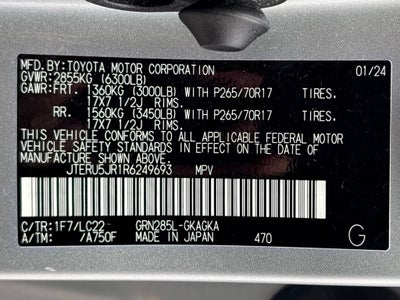 MFD.BY:TOYOTA MOTOR CORPORATION 01/24
GVWR:2855KG (6300LB)
GAWR:FRT. 1360KG (3000LB) WITH P265/70R17 TIRES.
17X7 1/2J RIMS.
RR. 1560KG (3450LB) WITH P265/70R17 TIRES.
17X7 1/2J RIMS.
THIS VEHICLE CONFORMS TO ALL APPLICABLE FEDERAL MOTOR
VEHICLE SAFETY STANDARDS IN EFFECT ON THE DATE OF
MANUFACTURE SHOWN ABOVE.
JTERU5JR1R6249693 MPV
C/TR:1F7/LC22 GRN285L-GKAGKA
A/TM: /A750F MADE IN JAPAN 470 G